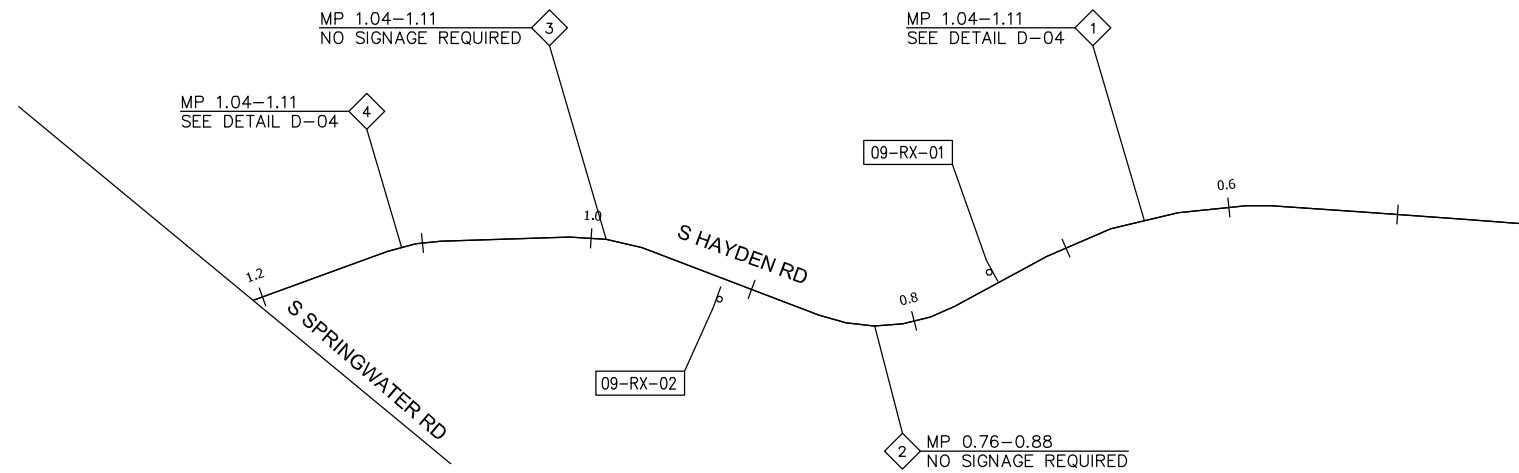 MP 1.04-1.11
NO SIGNAGE REQUIRED
3
MP 1.04-1.11
SEE DETAIL D-04
1
MP 1.04-1.11
SEE DETAIL D-04
4
09-RX-01
0.6
1.0
S HAYDEN RD
1.2
0.8
S SPRINGWATER RD
09-RX-02
2
MP 0.76-0.88
NO SIGNAGE REQUIRED